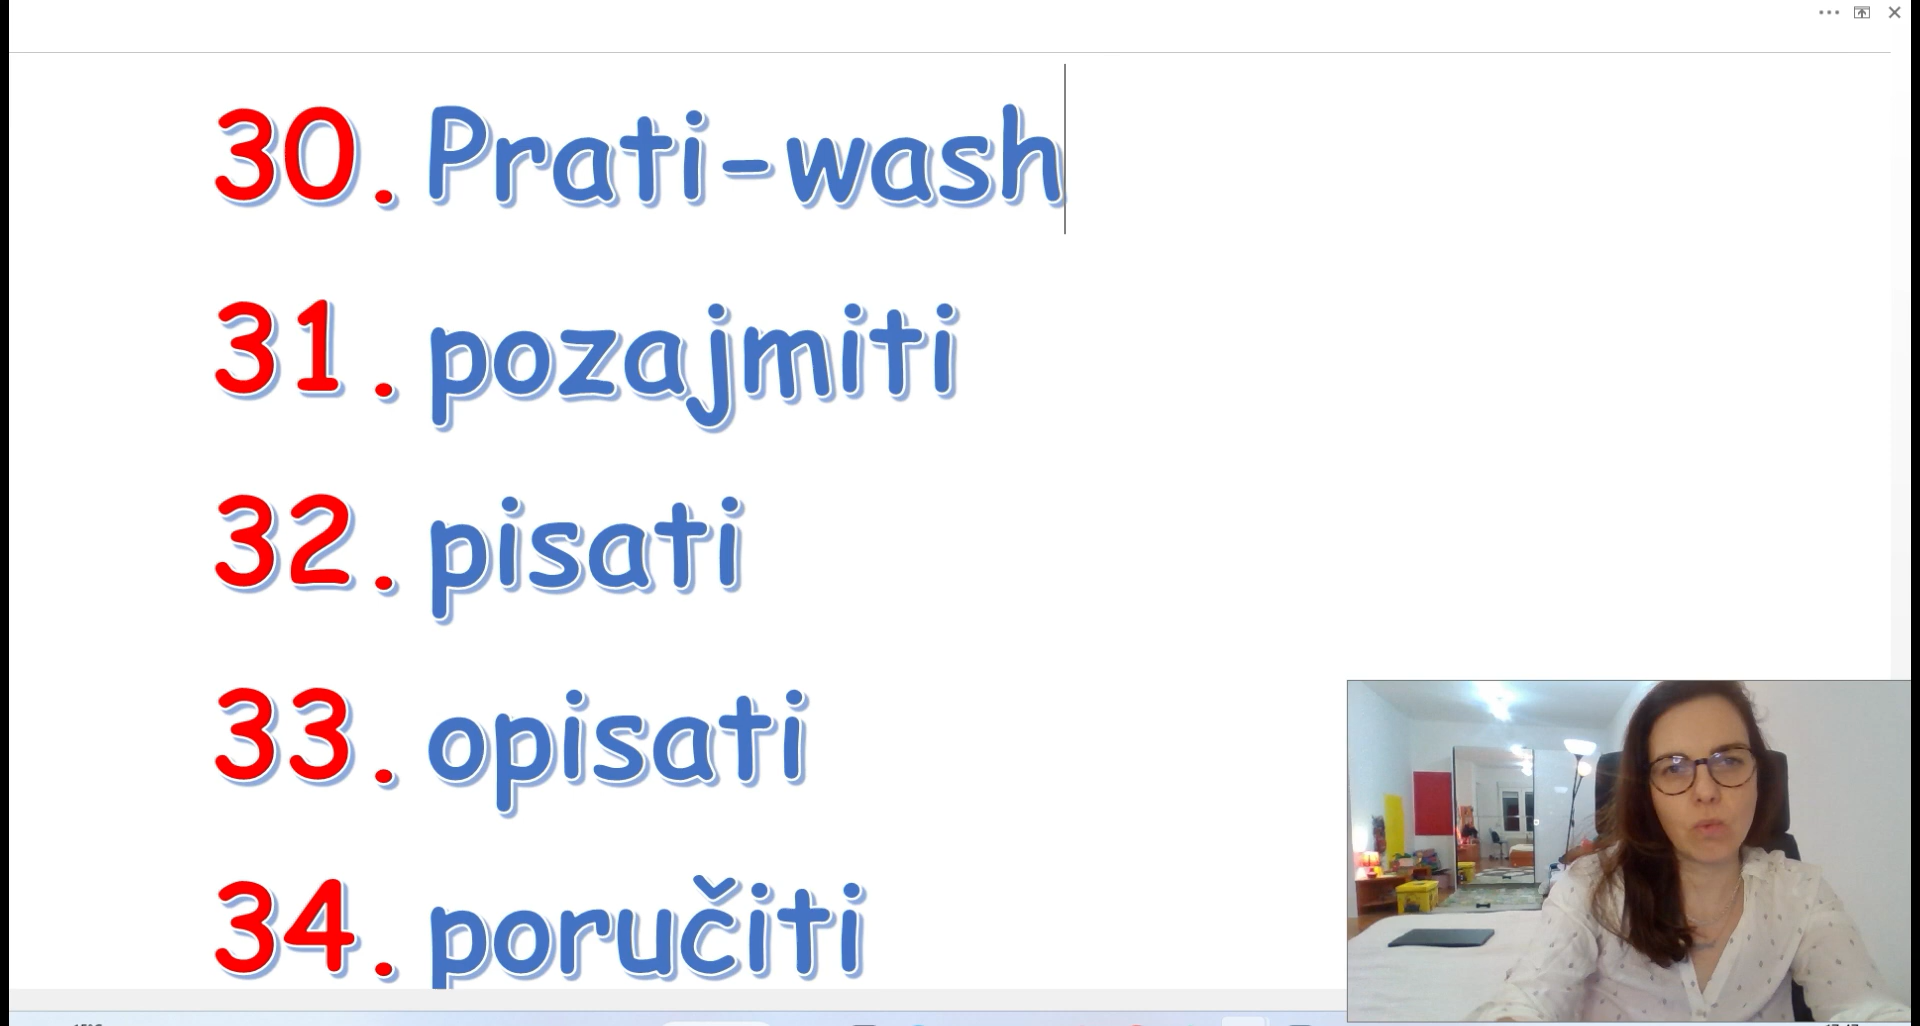 30. Prati-wash
31. pozajmiti
32. pisati
33. opisati
34. poručiti